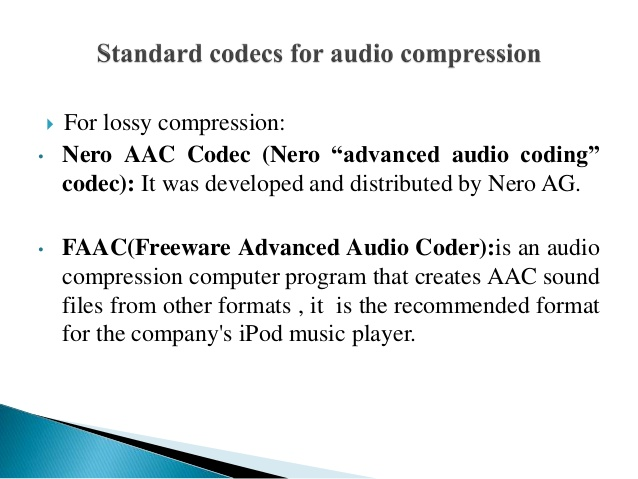 Standard codecs for audio compression
For lossy compression:
Nero AAC Codec (Nero “advanced audio coding”
codec): It was developed and distributed by Nero AG.
FAAC(Freeware Advanced Audio Coder):is an audio
compression computer program that creates AAC sound
files from other formats , it is the recommended format
for the company's iPod music player.